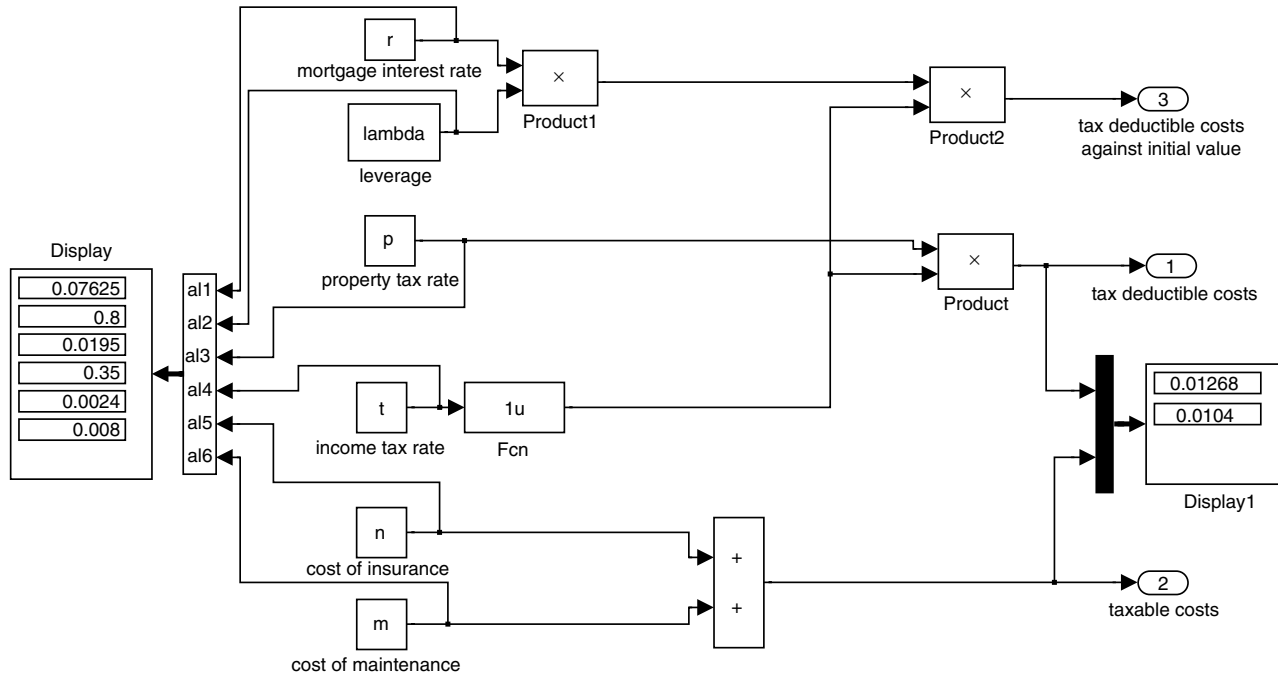 r
mortgage interest rate
×
Product1
lambda
leverage
×
Product2
3
tax deductible costs
against initial value
Display
0.07625
0.8
0.0195
0.35
0.0024
0.008
al1
al2
al3
al4
al5
al6
p
property tax rate
×
Product
1
tax deductible costs
t
income tax rate
1u
Fcn
0.01268
0.0104
Display1
n
cost of insurance
+
+
2
taxable costs
m
cost of maintenance